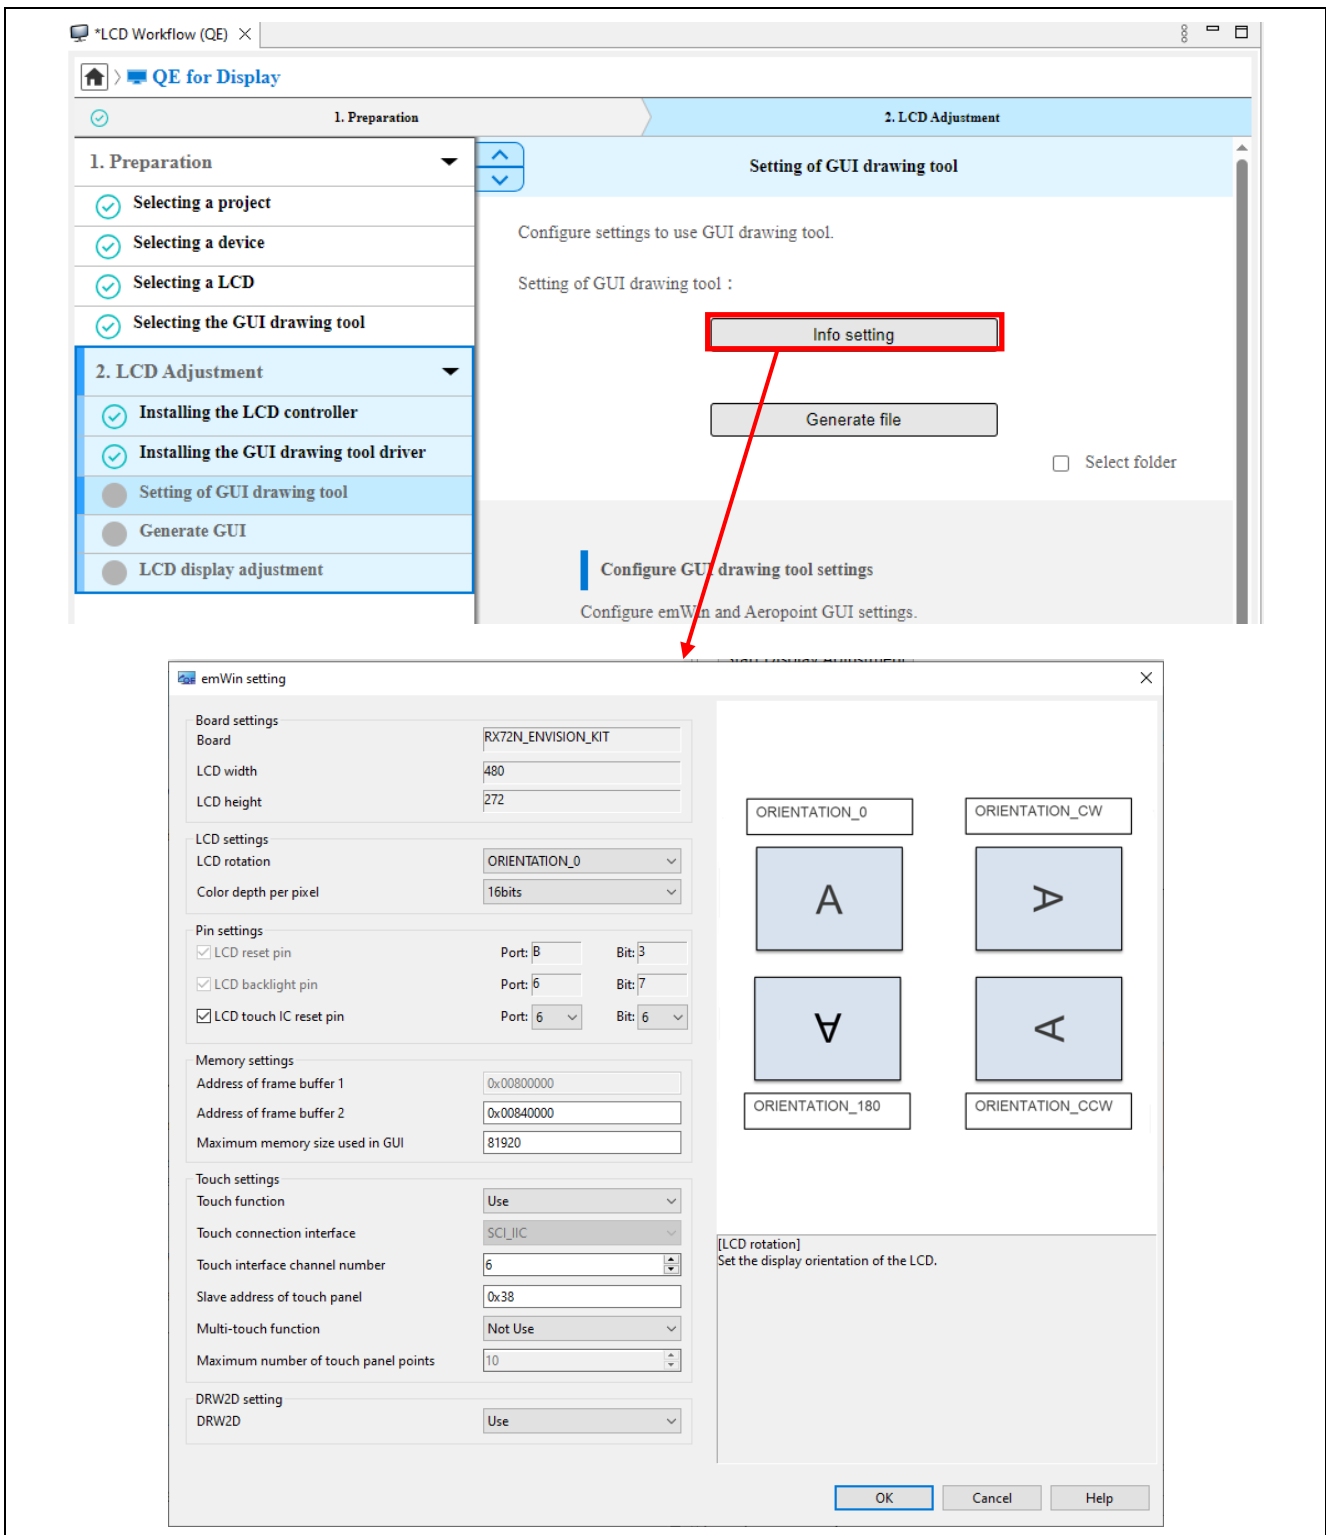 *LCD Workflow (QE)
QE for Display
1. Preparation
2. LCD Adjustment
1. Preparation
Selecting a project
Selecting a device
Selecting a LCD
Selecting the GUI drawing tool
2. LCD Adjustment
Installing the LCD controller
Installing the GUI drawing tool driver
Setting of GUI drawing tool
Generate GUI
LCD display adjustment
Setting of GUI drawing tool
Configure settings to use GUI drawing tool.
Setting of GUI drawing tool :
Info setting
Generate file
Select folder
Configure GUI drawing tool settings
Configure emWin and Aeropoint GUI settings.
Start Display Adjustment
QE emWin setting
Board settings
Board RX72N_ENVISION_KIT
LCD width 480
LCD height 272
LCD settings
LCD rotation ORIENTATION_0
Color depth per pixel 16bits
Pin settings
LCD reset pin Port: B Bit: 3
LCD backlight pin Port: 6 Bit: 7
LCD touch IC reset pin Port: 6 Bit: 6
Memory settings
Address of frame buffer 1 0x00800000
Address of frame buffer 2 0x00840000
Maximum memory size used in GUI 81920
Touch settings
Touch function Use
Touch connection interface SCI_IIC
Touch interface channel number 6
Slave address of touch panel 0x38
Multi-touch function Not Use
Maximum number of touch panel points 10
DRW2D setting
DRW2D Use
ORIENTATION_0 ORIENTATION_CW
A A
A A
ORIENTATION_180 ORIENTATION_CCW
[LCD rotation]
Set the display orientation of the LCD.
OK Cancel Help